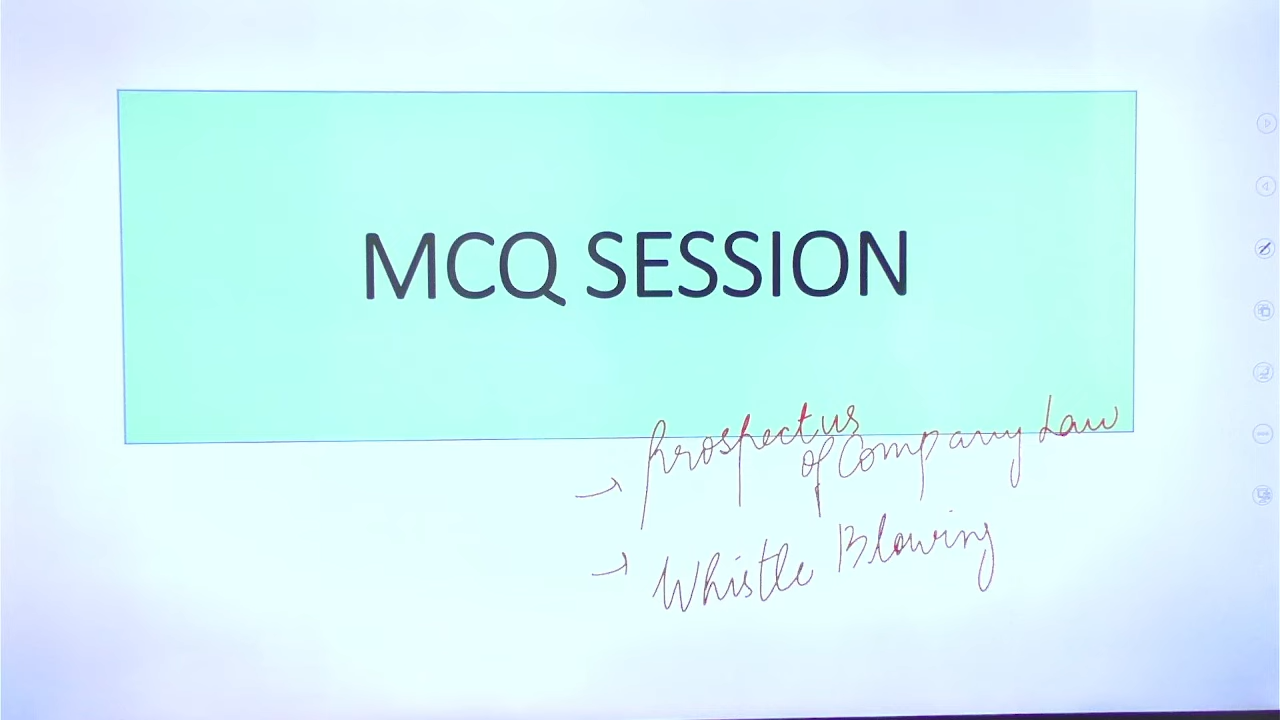 MCQ SESSION
→ Prospectus
of Company Law
→ Whistle Blowing